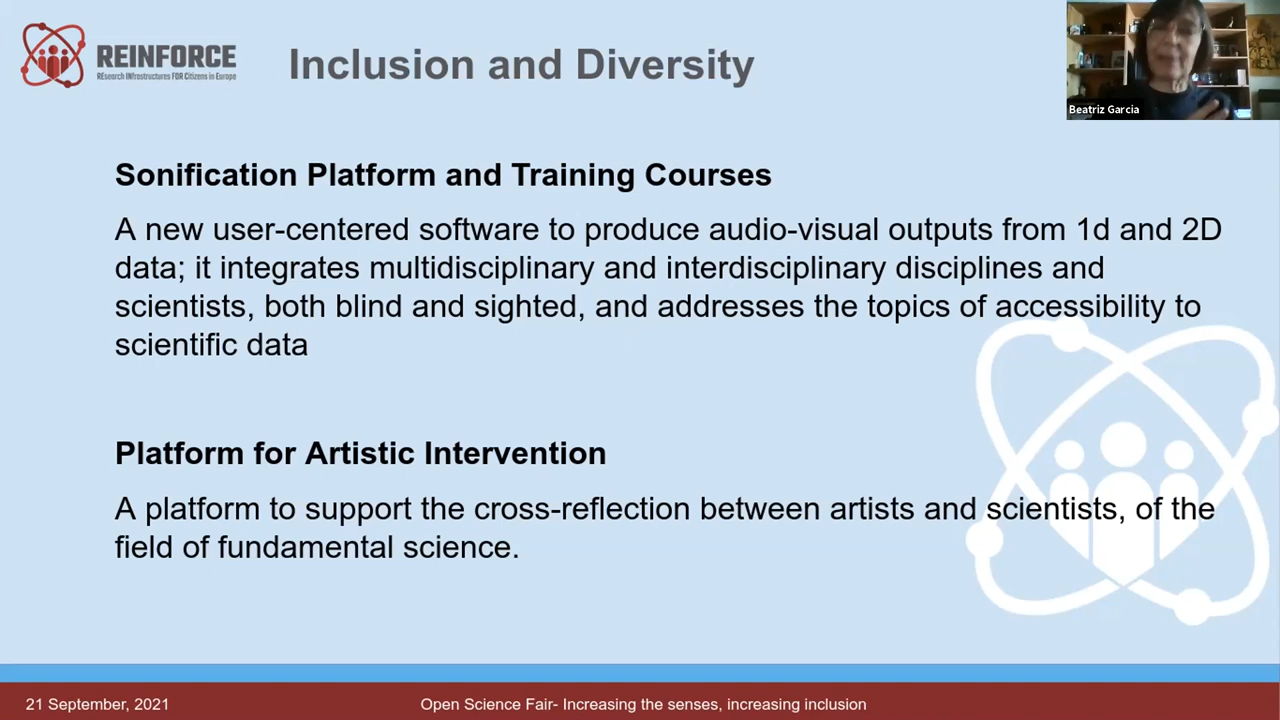 REINFORCE
REsearch INfrastructures FOR Citizens in Europe
Inclusion and Diversity
Beatriz Garcia
Sonification Platform and Training Courses
A new user-centered software to produce audio-visual outputs from 1d and 2D
data; it integrates multidisciplinary and interdisciplinary disciplines and
scientists, both blind and sighted, and addresses the topics of accessibility to
scientific data
Platform for Artistic Intervention
A platform to support the cross-reflection between artists and scientists, of the
field of fundamental science.
21 September, 2021
Open Science Fair- Increasing the senses, increasing inclusion